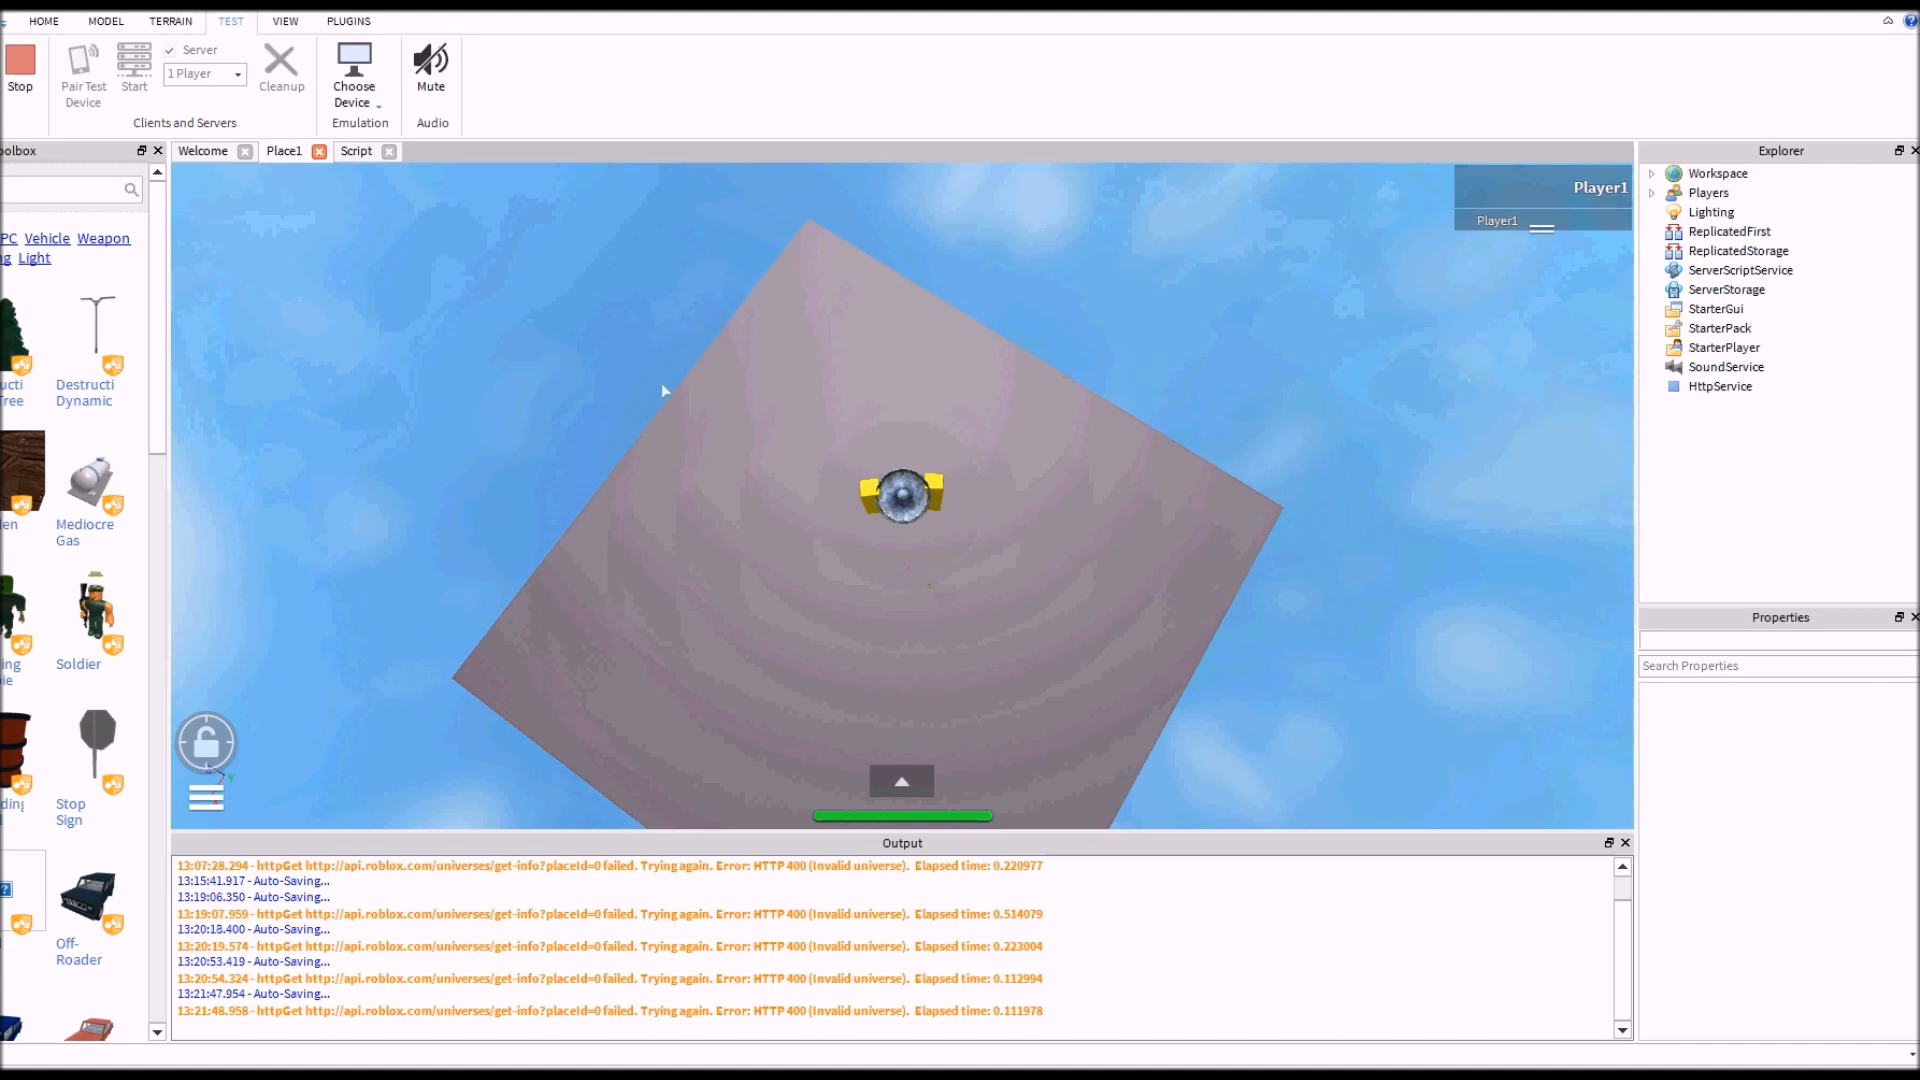 HOME MODEL TERRAIN TEST VIEW PLUGINS
Stop
Pair Test Device
Start
Server
1 Player
Cleanup
Clients and Servers
Choose Device
Emulation
Mute
Audio
oolbox
Welcome Place1 Script
Explorer
PC Vehicle Weapon
ng Light
ucti
Tree
Destructi
Dynamic
en
Mediocre
Gas
ing
ie
Soldier
ding
Stop
Sign
Off-
Roader
Player1
Player1
Workspace
Players
Lighting
ReplicatedFirst
ReplicatedStorage
ServerScriptService
ServerStorage
StarterGui
StarterPack
StarterPlayer
SoundService
HttpService
Properties
Search Properties
Output
13:07:28.294 - httpGet http://api.roblox.com/universes/get-info?placeId=0 failed. Trying again. Error: HTTP 400 (Invalid universe).  Elapsed time: 0.220977
13:15:41.917 - Auto-Saving...
13:19:06.350 - Auto-Saving...
13:19:07.959 - httpGet http://api.roblox.com/universes/get-info?placeId=0 failed. Trying again. Error: HTTP 400 (Invalid universe).  Elapsed time: 0.514079
13:20:18.400 - Auto-Saving...
13:20:19.574 - httpGet http://api.roblox.com/universes/get-info?placeId=0 failed. Trying again. Error: HTTP 400 (Invalid universe).  Elapsed time: 0.223004
13:20:53.419 - Auto-Saving...
13:20:54.324 - httpGet http://api.roblox.com/universes/get-info?placeId=0 failed. Trying again. Error: HTTP 400 (Invalid universe).  Elapsed time: 0.112994
13:21:47.954 - Auto-Saving...
13:21:48.958 - httpGet http://api.roblox.com/universes/get-info?placeId=0 failed. Trying again. Error: HTTP 400 (Invalid universe).  Elapsed time: 0.111978